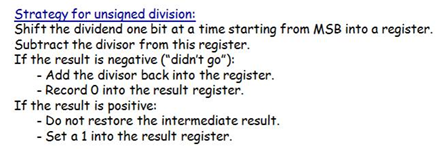 Strategy for unsigned division:
Shift the dividend one bit at a time starting from MSB into a register.
Subtract the divisor from this register.
If the result is negative ("didn't go"):
- Add the divisor back into the register.
- Record 0 into the result register.
If the result is positive:
- Do not restore the intermediate result.
- Set a 1 into the result register.